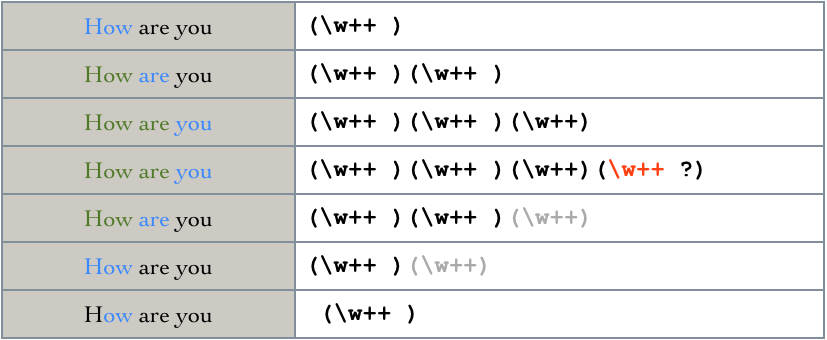 How are you (\w++ )
How are you (\w++ )(\w++ )
How are you (\w++ )(\w++ )(\w++)
How are you (\w++ )(\w++ )(\w++)(\w++ ?)
How are you (\w++ )(\w++ )(\w++)
How are you (\w++ )(\w++)
How are you (\w++ )